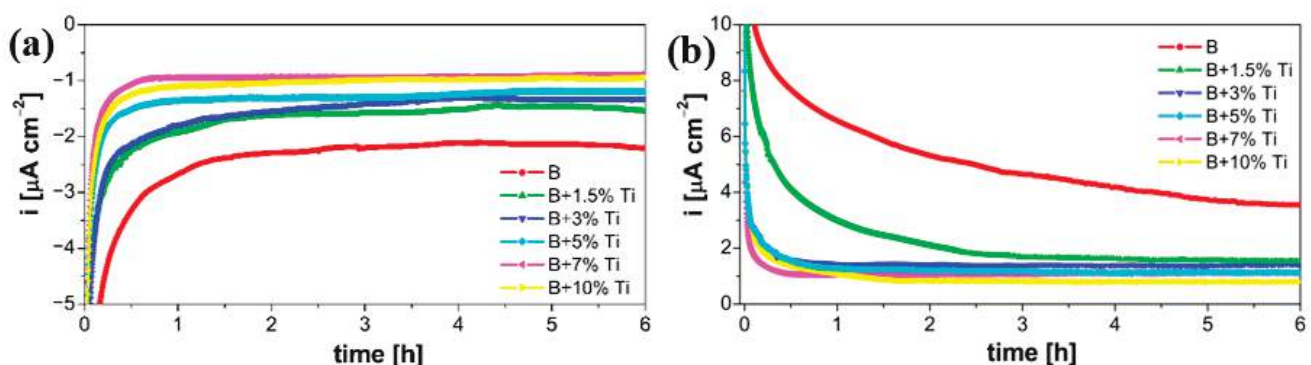 (a)
i [μA cm⁻²]
0
−1
−2
−3
−4
−5
B
B+1.5% Ti
B+3% Ti
B+5% Ti
B+7% Ti
B+10% Ti
0 1 2 3 4 5 6
time [h]
(b)
i [μA cm⁻²]
10
8
6
4
2
0
B
B+1.5% Ti
B+3% Ti
B+5% Ti
B+7% Ti
B+10% Ti
0 1 2 3 4 5 6
time [h]